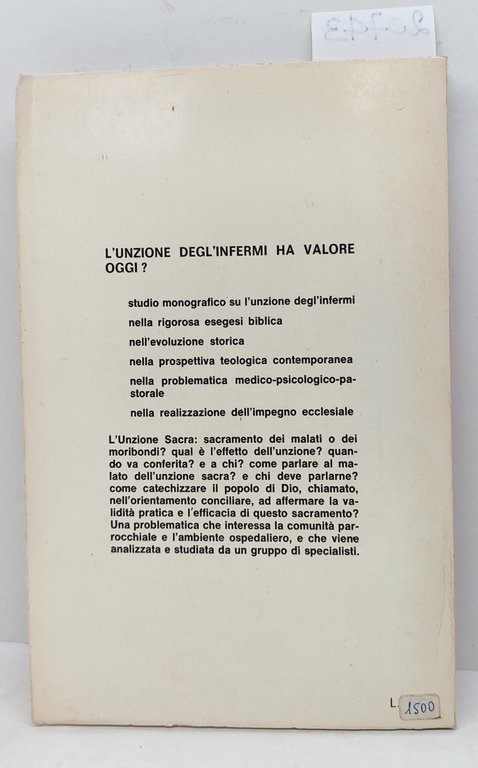 20743
L'UNZIONE DEGL'INFERMI HA VALORE
OGGI?
studio monografico su l'unzione degl'infermi
nella rigorosa esegesi biblica
nell'evoluzione storica
nella prospettiva teologica contemporanea
nella problematica medico-psicologico-pa-
storale
nella realizzazione dell'impegno ecclesiale
L'Unzione Sacra: sacramento dei malati o dei
moribondi? qual è l'effetto dell'unzione? quan-
do va conferita? e a chi? come parlare al ma-
lato dell'unzione sacra? e chi deve parlarne?
come catechizzare il popolo di Dio, chiamato,
nell'orientamento conciliare, ad affermare la va-
lidità pratica e l'efficacia di questo sacramento?
Una problematica che interessa la comunità par-
rocchiale e l'ambiente ospedaliero, e che viene
analizzata e studiata da un gruppo di specialisti.
L. 1500